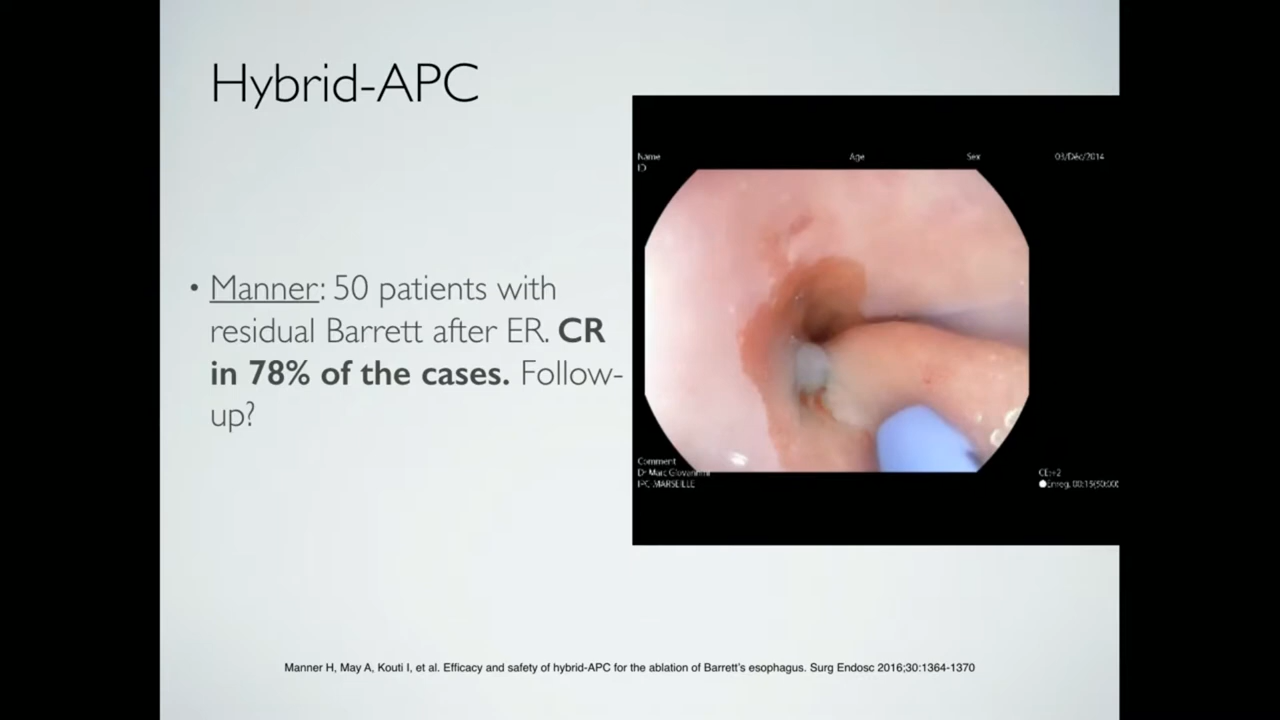 Hybrid-APC
• Manner: 50 patients with
residual Barrett after ER. CR
in 78% of the cases. Follow-
up?
Name
Age
Sex
03/Déc/2014
ID
Comment
Dr Marc Giovannini
IPC MARSEILLE
CE:+2
Manner H, May A, Kouti I, et al. Efficacy and safety of hybrid-APC for the ablation of Barrett's esophagus. Surg Endosc 2016;30:1364-1370